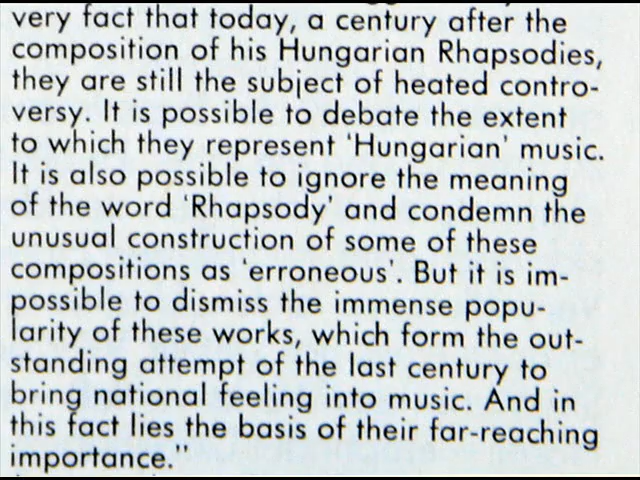 very fact that today, a century after the
composition of his Hungarian Rhapsodies,
they are still the subject of heated contro-
versy. It is possible to debate the extent
to which they represent 'Hungarian' music.
It is also possible to ignore the meaning
of the word 'Rhapsody' and condemn the
unusual construction of some of these
compositions as 'erroneous'. But it is im-
possible to dismiss the immense popu-
larity of these works, which form the out-
standing attempt of the last century to
bring national feeling into music. And in
this fact lies the basis of their far-reaching
importance."